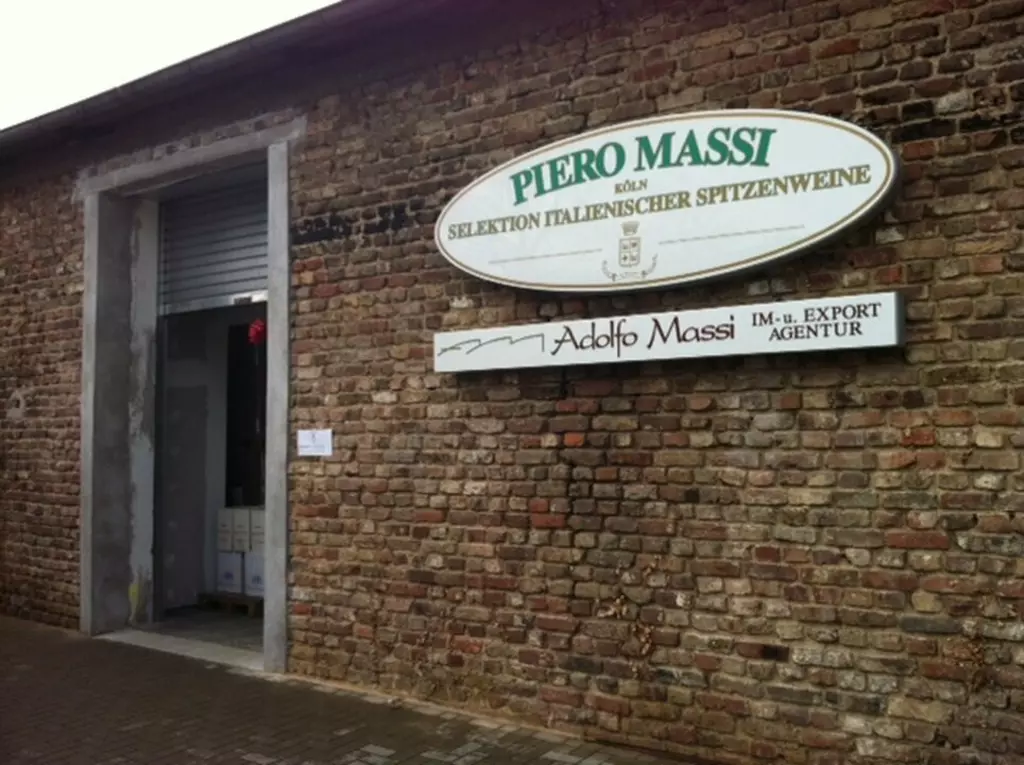 PIERO MASSI
KÖLN
SELEKTION ITALIENISCHER SPITZENWEINE
Adolfo Massi
IM-u. EXPORT
AGENTUR